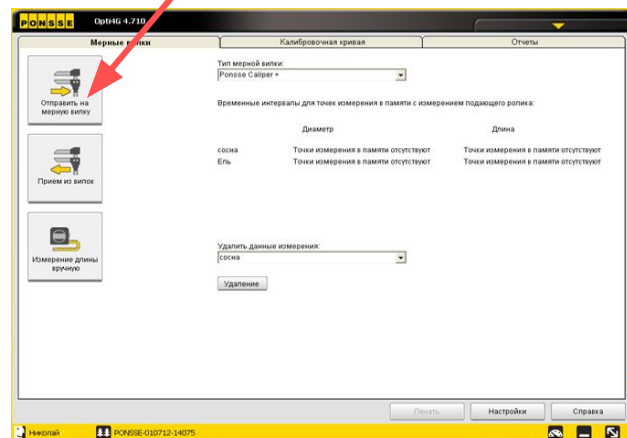 PONSSE Opti4G 4.710
Мерные вилки Калибровочная кривая Отчеты
Тип мерной вилки:
Ponsse Caliper +
Отправить на
мерную вилку
Временные интервалы для точек измерения в памяти с измерением подающего ролика:
Диаметр Длина
сосна Точки измерения в памяти отсутствуют Точки измерения в памяти отсутствуют
Ель Точки измерения в памяти отсутствуют Точки измерения в памяти отсутствуют
Прием из вилок
Измерение длины
вручную
Удалить данные измерения:
сосна
Удаление
Печать Настройки Справка
Николай PONSSE-010712-14075